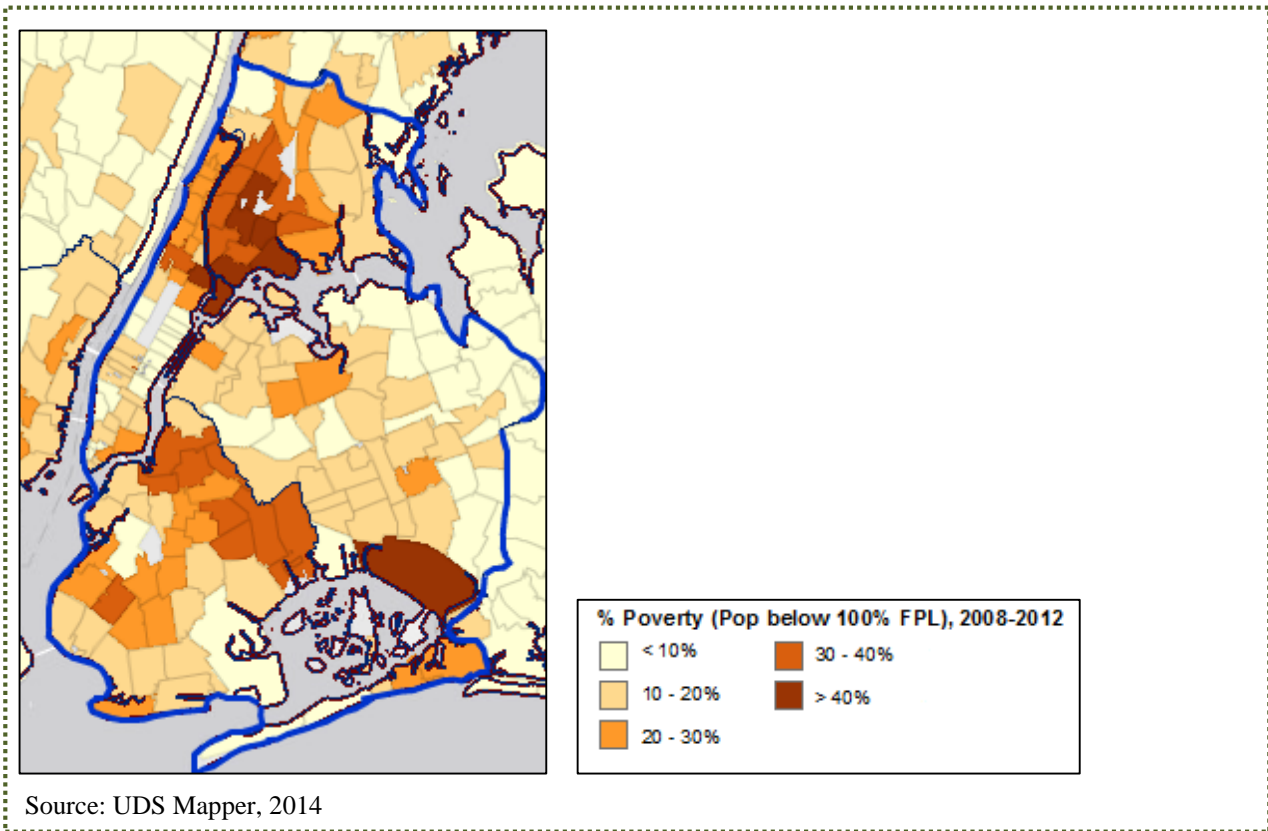 % Poverty (Pop below 100% FPL), 2008-2012
< 10%
10 - 20%
20 - 30%
30 - 40%
> 40%
Source: UDS Mapper, 2014